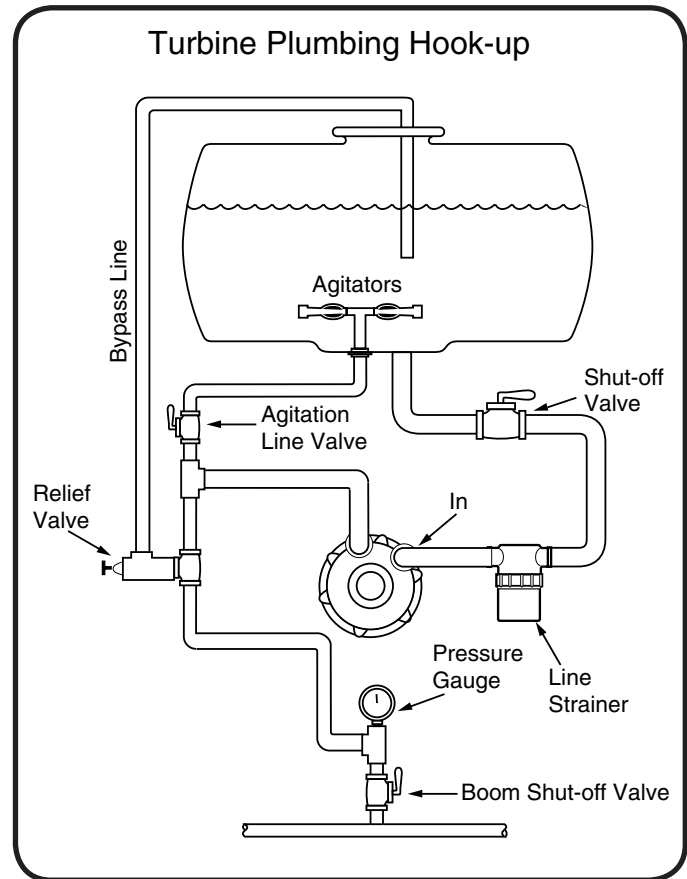 Turbine Plumbing Hook-up
Bypass Line
Agitators
Shut-off
Valve
Agitation
Line Valve
Relief
Valve
In
Pressure
Gauge
Line
Strainer
Boom Shut-off Valve